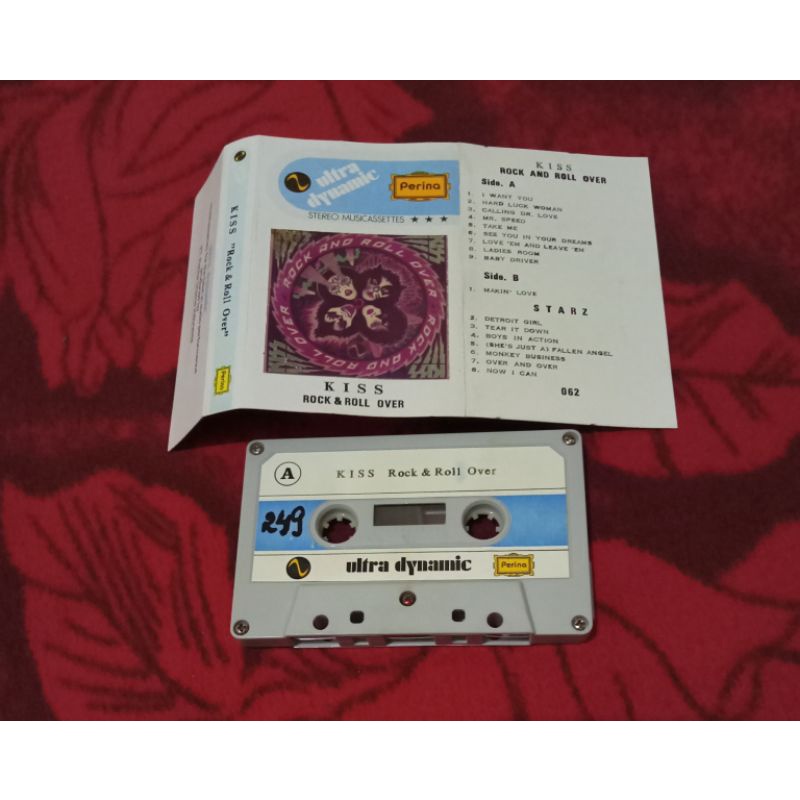 KISS "Rock & Roll Over"
Perina
ultra
dynamic
Perina
STEREO MUSICASSETTES ★ ★ ★
ROCK AND ROLL OVER ROCK AND ROLL OVER
KISS
ROCK & ROLL OVER
KISS
ROCK AND ROLL OVER
Side. A
1. I WANT YOU
2. HARD LUCK WOMAN
3. CALLING DR. LOVE
4. MR. SPEED
5. TAKE ME
6. SEE YOU IN YOUR DREAMS
7. LOVE 'EM AND LEAVE 'EM
8. LADIES ROOM
9. BABY DRIVER
Side. B
1. MAKIN' LOVE
STARZ
2. DETROIT GIRL
3. TEAR IT DOWN
4. BOYS IN ACTION
5. (SHE'S JUST A) FALLEN ANGEL
6. MONKEY BUSINESS
7. OVER AND OVER
8. NOW I CAN
062
A
KISS Rock & Roll Over
249
ultra dynamic
Perina